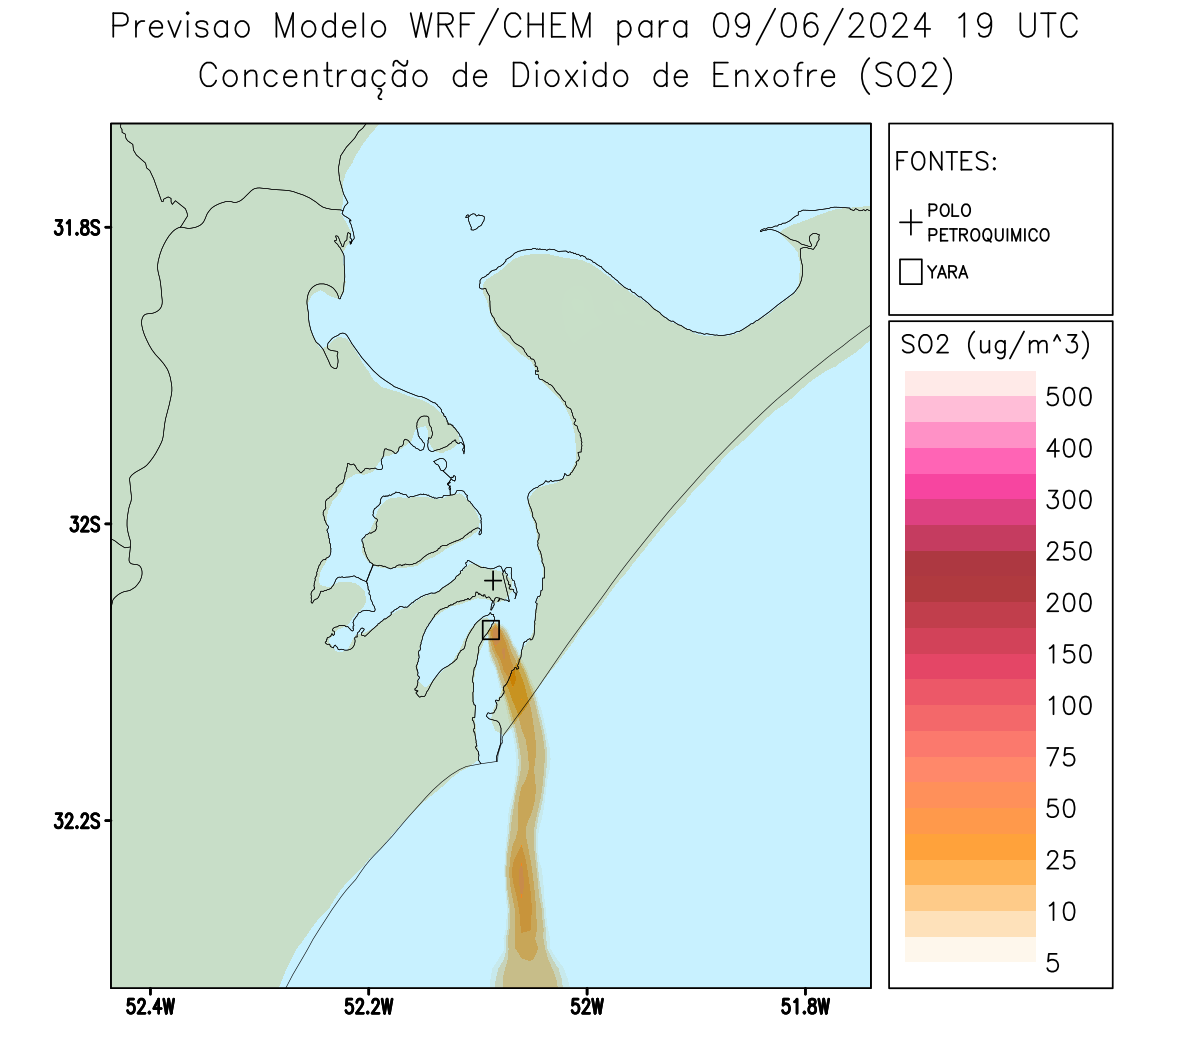 Previsao Modelo WRF/CHEM para 09/06/2024 19 UTC
Concentração de Dioxido de Enxofre (SO2)
FONTES:
POLO
PETROQUIMICO
YARA
31.8S
32S
32.2S
52.4W
52.2W
52W
51.8W
SO2 (ug/m^3)
500
400
300
250
200
150
100
75
50
25
10
5